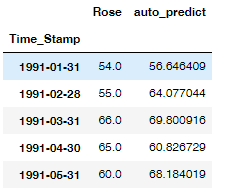 Rose auto_predict
Time_Stamp
1991-01-31 54.0 56.646409
1991-02-28 55.0 64.077044
1991-03-31 66.0 69.800916
1991-04-30 65.0 60.826729
1991-05-31 60.0 68.184019